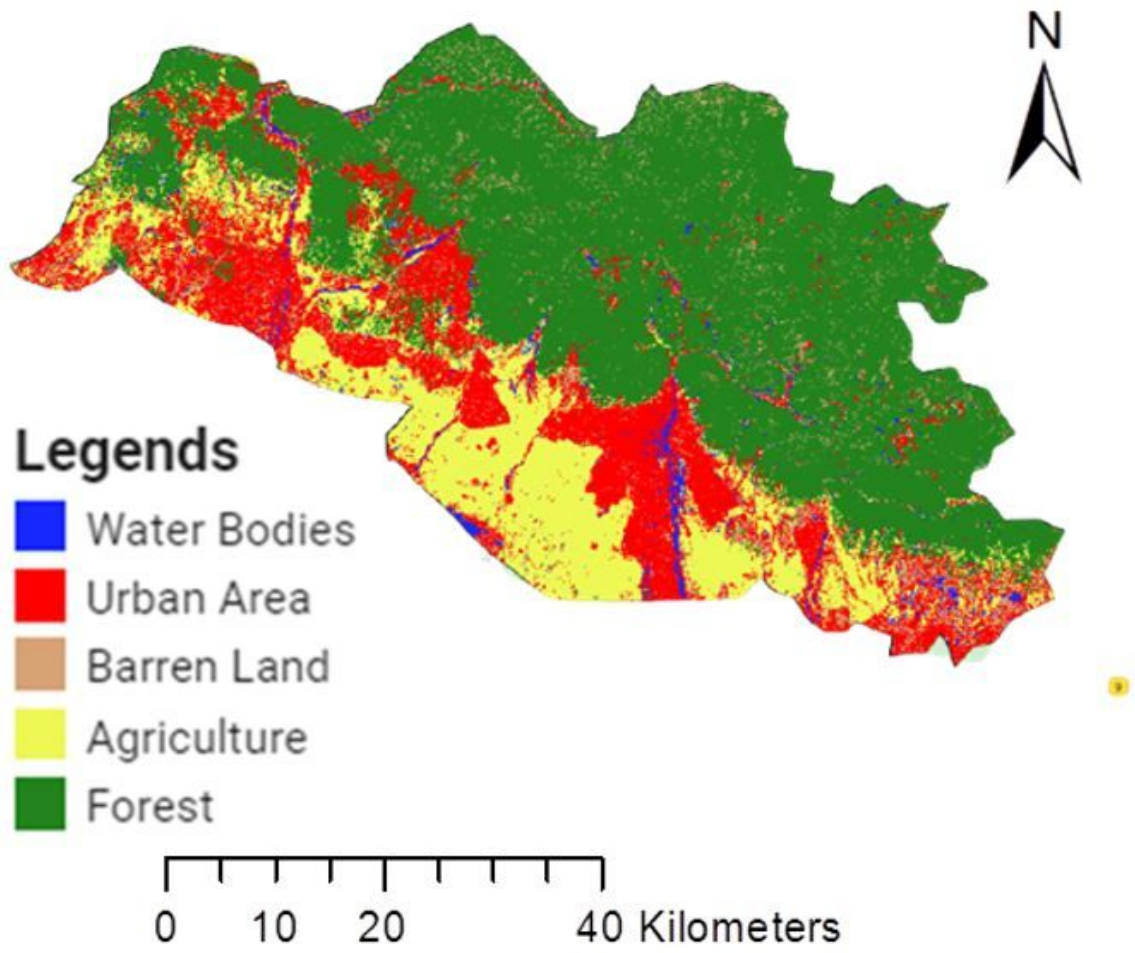 N
Legends
Water Bodies
Urban Area
Barren Land
Agriculture
Forest
0 10 20 40 Kilometers